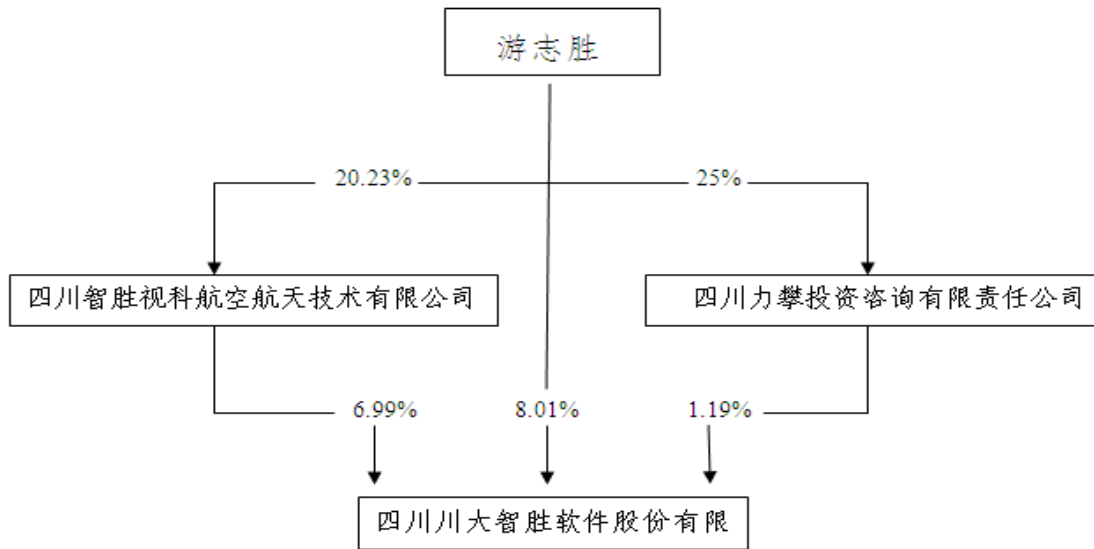 游志胜
20.23%
25%
四川智胜视科航空航天技术有限公司
四川力攀投资咨询有限责任公司
6.99%
8.01%
1.19%
四川川大智胜软件股份有限